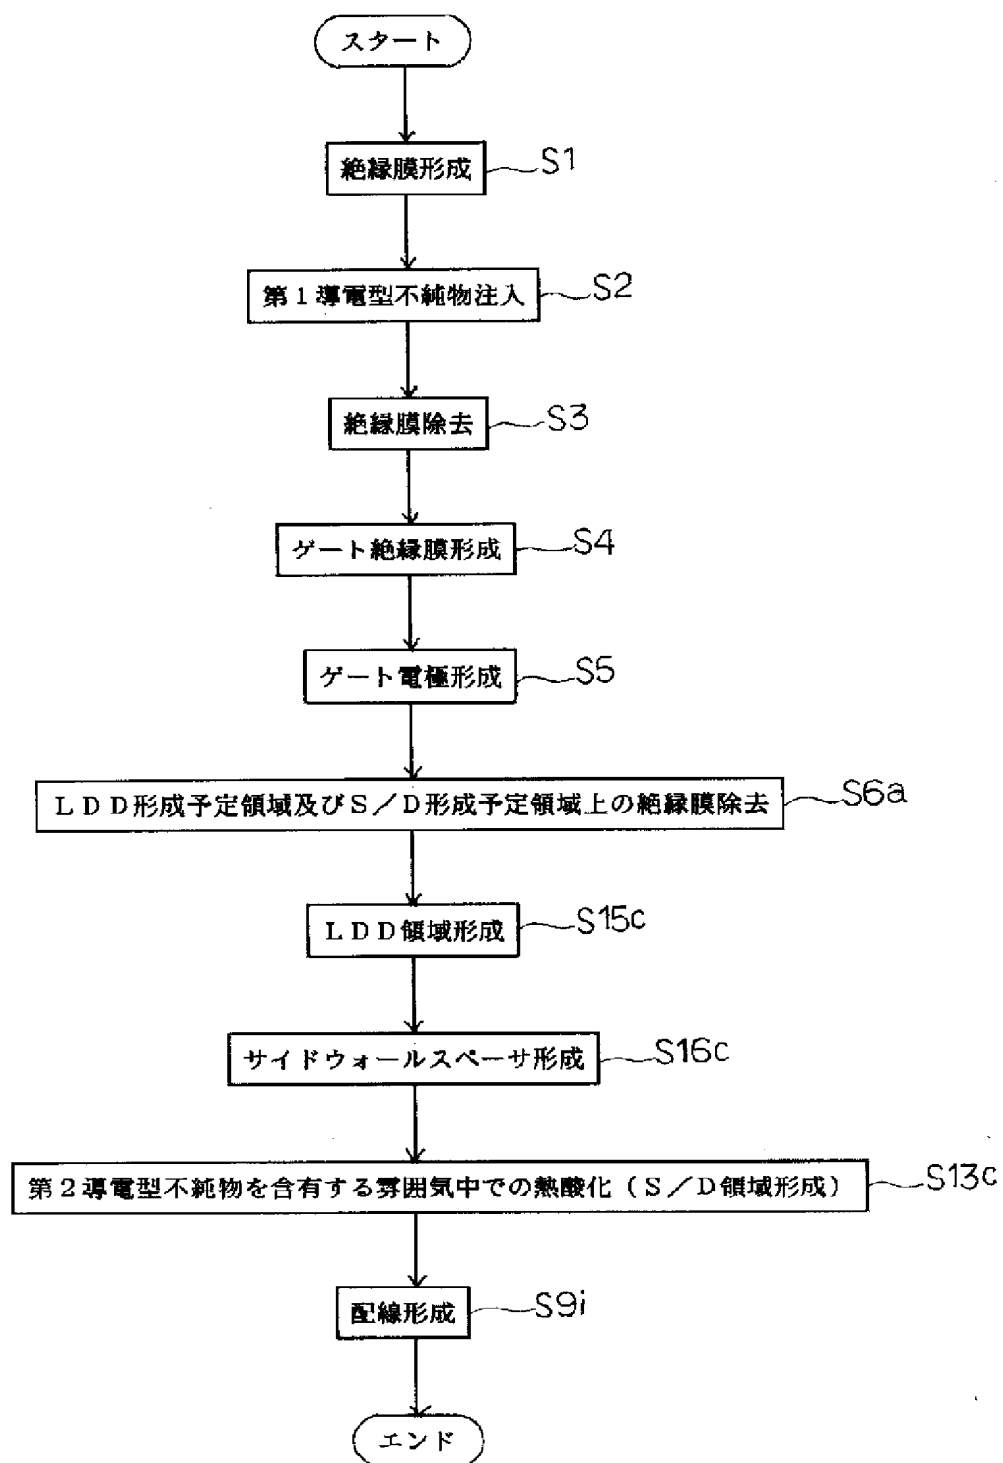 スタート
絶縁膜形成 S1
第1導電型不純物注入 S2
絶縁膜除去 S3
ゲート絶縁膜形成 S4
ゲート電極形成 S5
LDD形成予定領域及びS/D形成予定領域上の絶縁膜除去 S6a
LDD領域形成 S15c
サイドウォールスペーサ形成 S16c
第2導電型不純物を含有する雰囲気中での熱酸化(S/D領域形成) S13c
配線形成 S9i
エンド